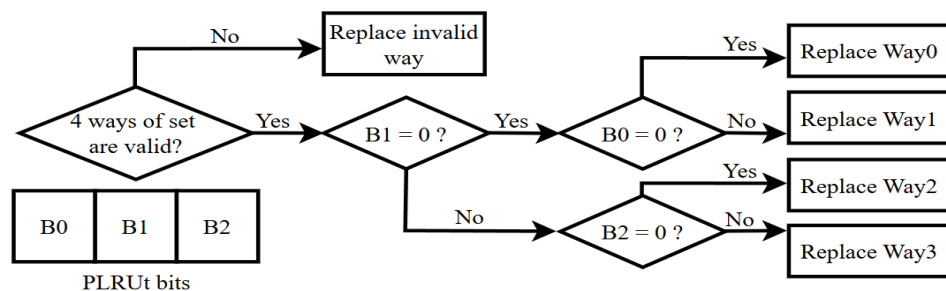 No
Replace invalid
way
4 ways of set
are valid?
Yes
B1 = 0 ?
Yes
B0 = 0 ?
Yes
Replace Way0
No
Replace Way1
No
B2 = 0 ?
Yes
Replace Way2
No
Replace Way3
B0 B1 B2
PLRUt bits